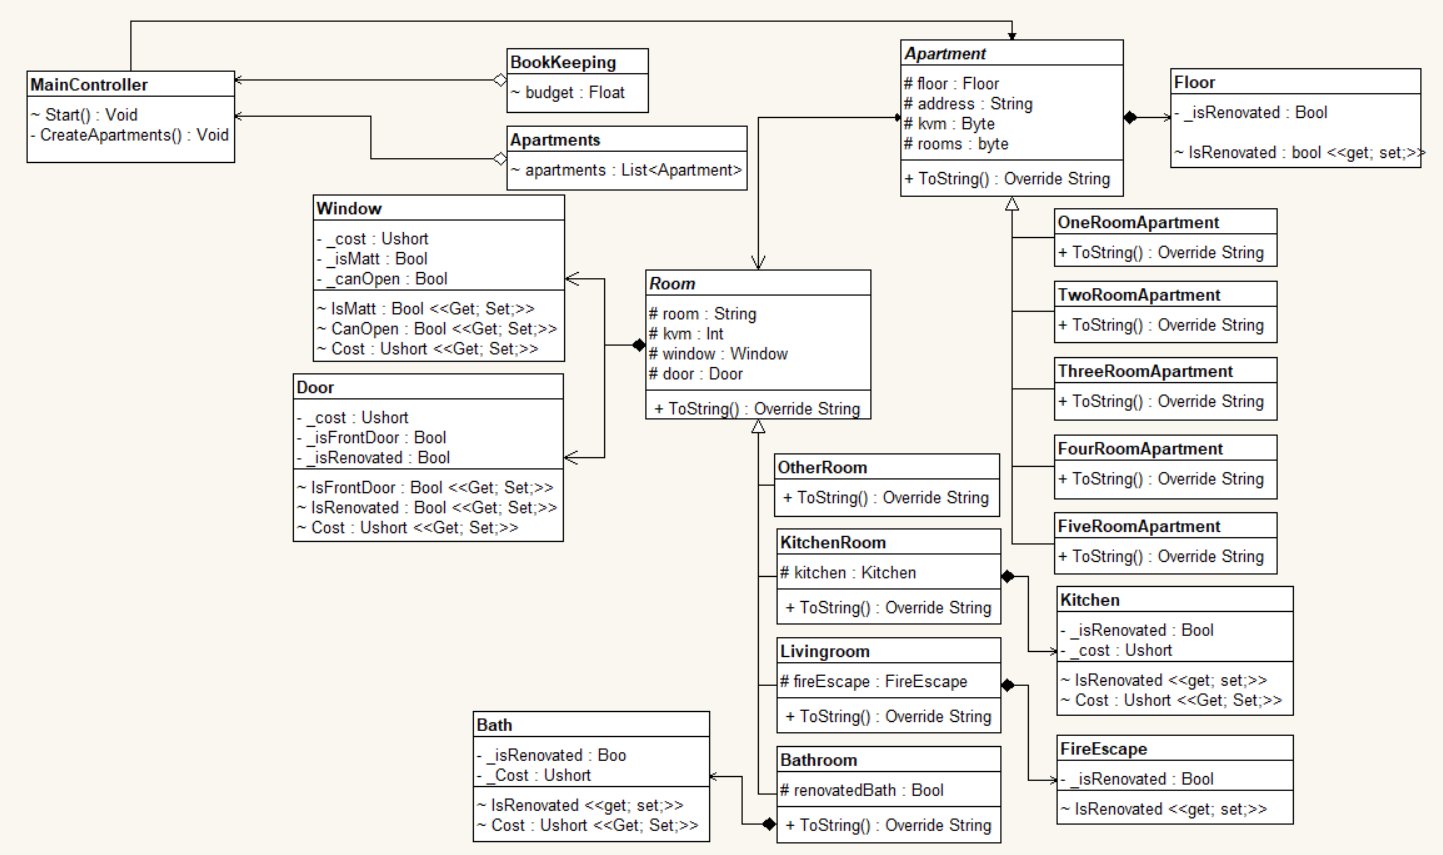 MainController
~ Start() : Void
- CreateApartments() : Void
BookKeeping
~ budget : Float
Apartments
~ apartments : List<Apartment>
Apartment
# floor : Floor
# address : String
# kvm : Byte
# rooms : byte
+ ToString() : Override String
Floor
- _isRenovated : Bool
~ IsRenovated : bool <<get; set;>>
Window
- _cost : Ushort
- _isMatt : Bool
- _canOpen : Bool
~ IsMatt : Bool <<Get; Set;>>
~ CanOpen : Bool <<Get; Set;>>
~ Cost : Ushort <<Get; Set;>>
Door
- _cost : Ushort
- _isFrontDoor : Bool
- _isRenovated : Bool
~ IsFrontDoor : Bool <<Get; Set;>>
~ IsRenovated : Bool <<Get; Set;>>
~ Cost : Ushort <<Get; Set;>>
Room
# room : String
# kvm : Int
# window : Window
# door : Door
+ ToString() : Override String
OneRoomApartment
+ ToString() : Override String
TwoRoomApartment
+ ToString() : Override String
ThreeRoomApartment
+ ToString() : Override String
FourRoomApartment
+ ToString() : Override String
FiveRoomApartment
+ ToString() : Override String
OtherRoom
+ ToString() : Override String
KitchenRoom
# kitchen : Kitchen
+ ToString() : Override String
Livingroom
# fireEscape : FireEscape
+ ToString() : Override String
Bathroom
# renovatedBath : Bool
+ ToString() : Override String
Kitchen
- _isRenovated : Bool
- _cost : Ushort
~ IsRenovated <<get; set;>>
~ Cost : Ushort <<Get; Set;>>
FireEscape
- _isRenovated : Bool
~ IsRenovated <<get; set;>>
Bath
- _isRenovated : Boo
- _Cost : Ushort
~ IsRenovated <<get; set;>>
~ Cost : Ushort <<Get; Set;>>